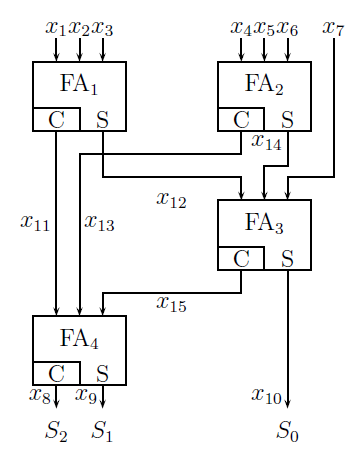 x₁x₂x₃ x₄x₅x₆ x₇
FA₁ FA₂
C S C S
x₁₄
x₁₂
x₁₁ x₁₃ FA₃
C S
x₁₅
FA₄
C S
x₈ x₉ x₁₀
S₂ S₁ S₀